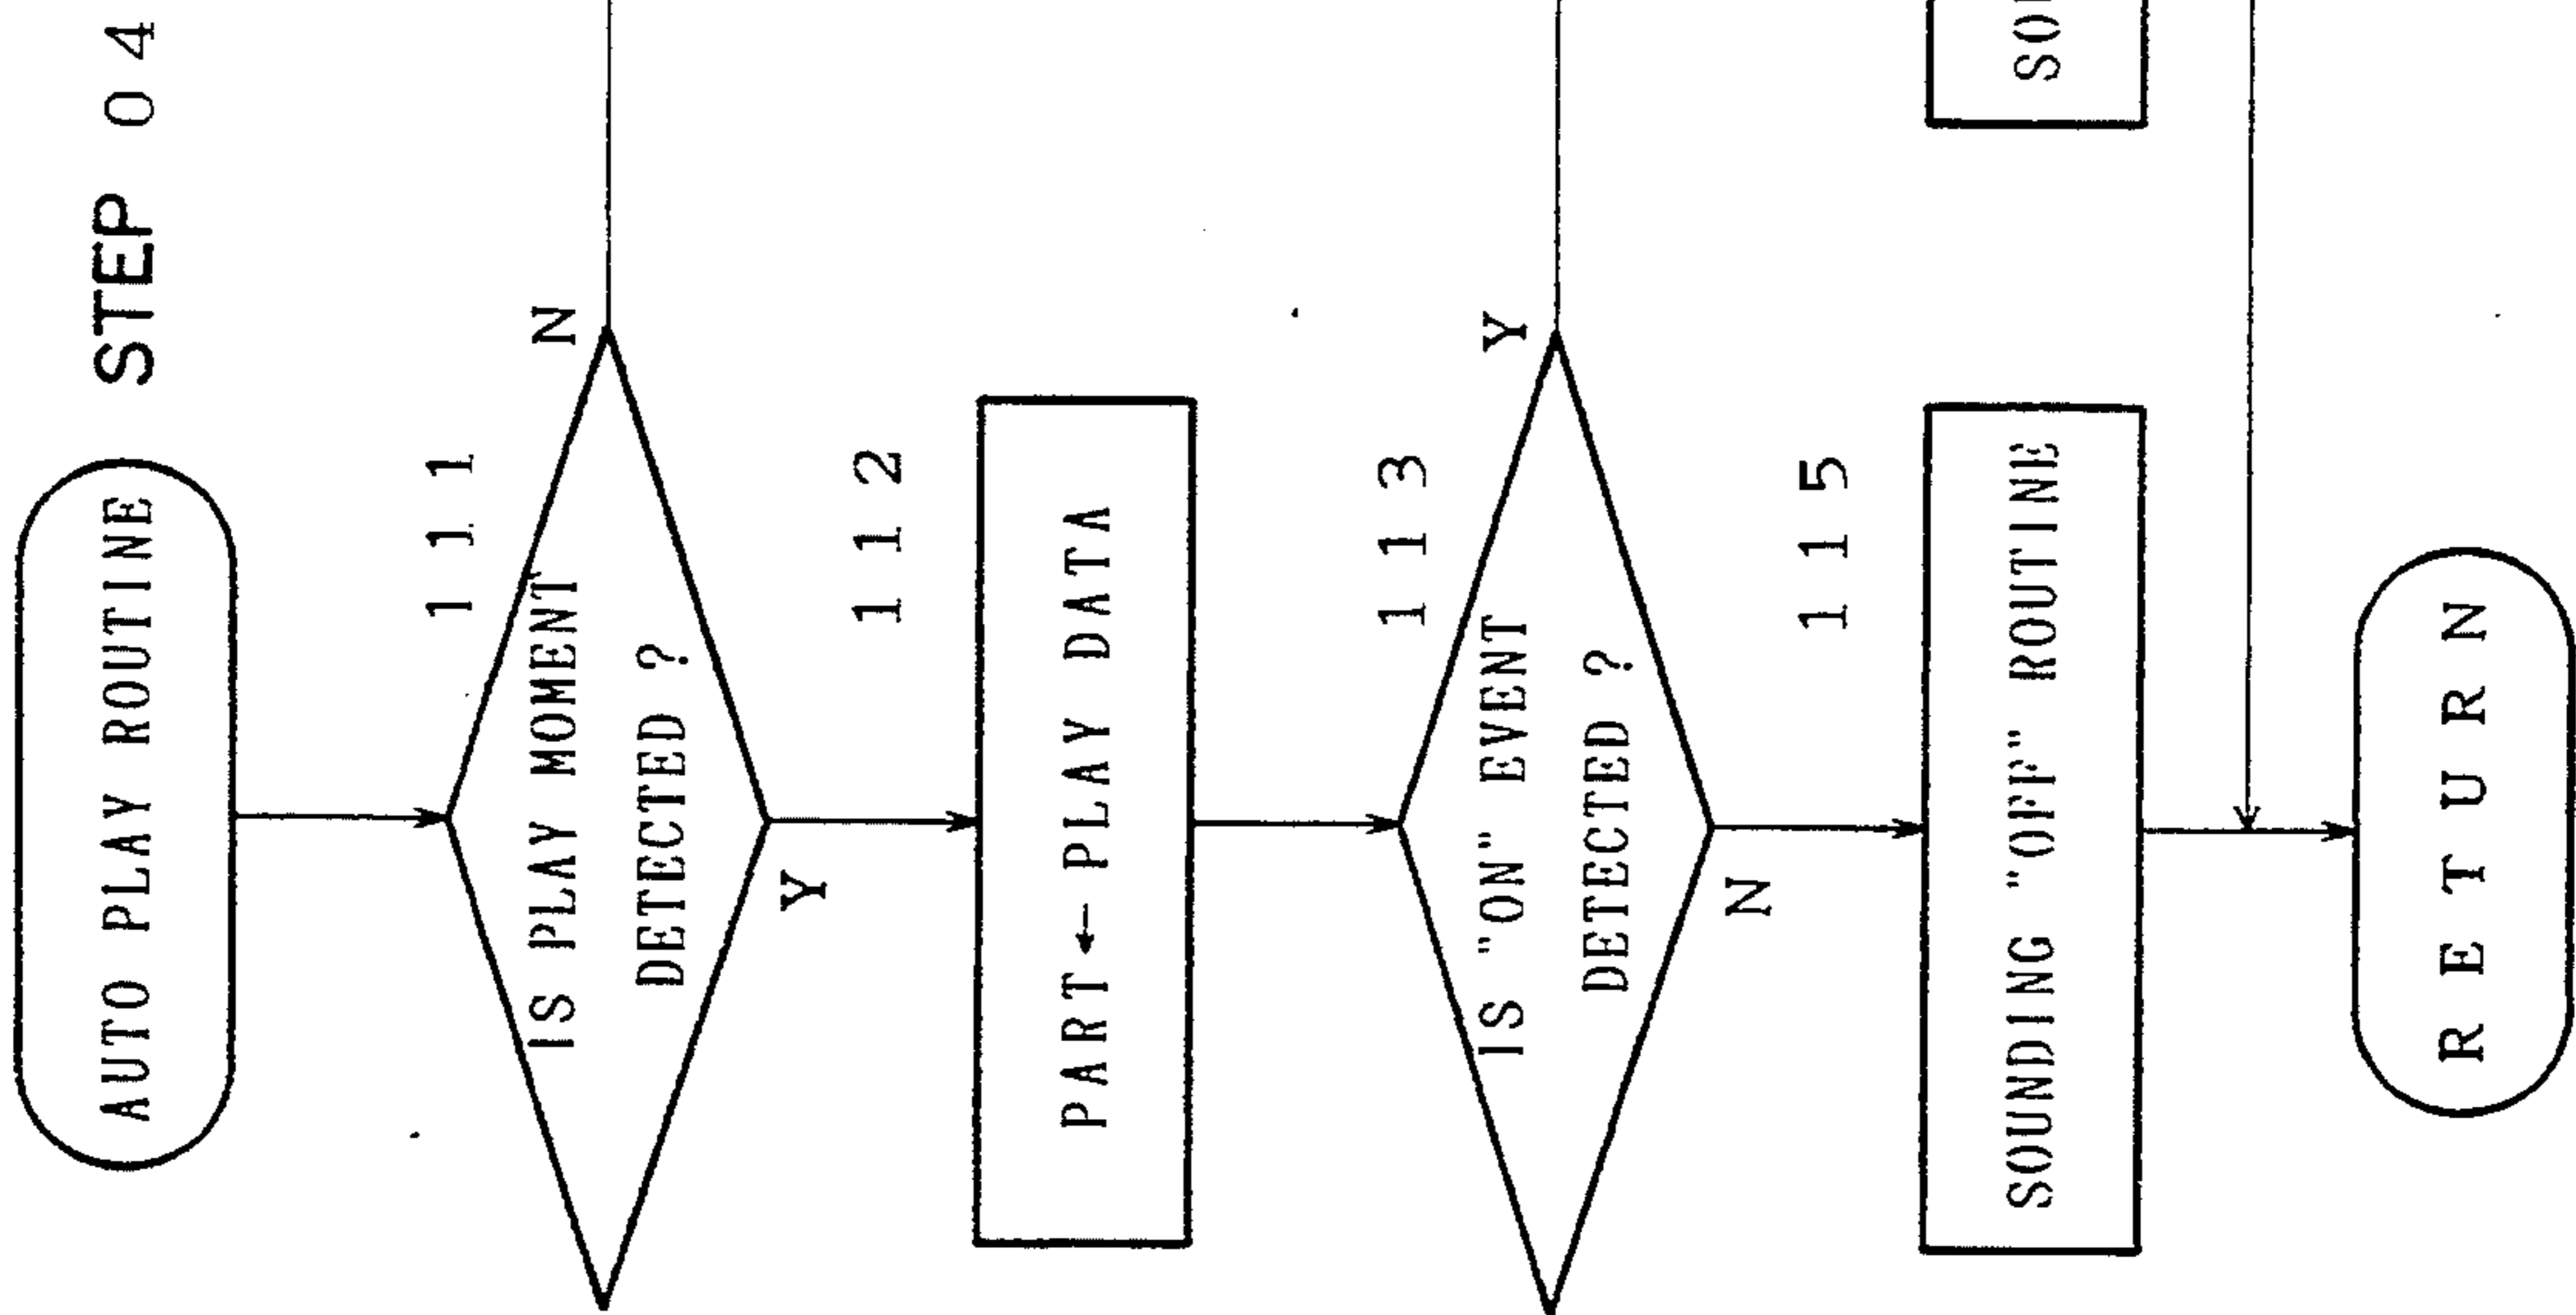 AUTO PLAY ROUTINE STEP 04
111
IS PLAY MOMENT
DETECTED ?
N
Y
112
PART ← PLAY DATA
113
IS "ON" EVENT
DETECTED ?
Y
N
115
SOUNDING "OFF" ROUTINE
RETURN